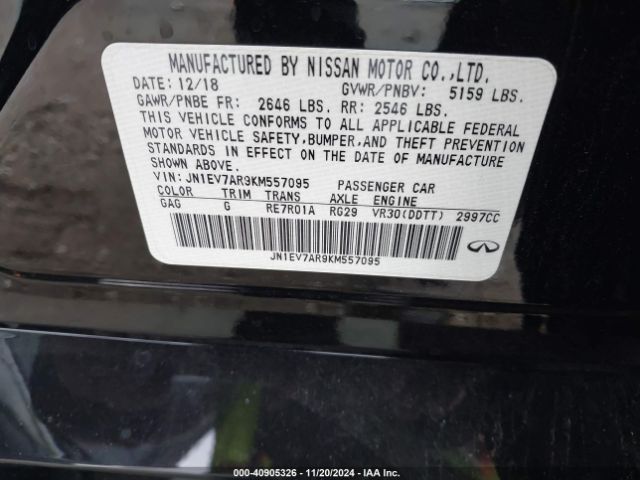 MANUFACTURED BY NISSAN MOTOR CO.,LTD.
DATE: 12/18 GVWR/PNBV: 5159 LBS.
GAWR/PNBE FR: 2646 LBS. RR: 2546 LBS.
THIS VEHICLE CONFORMS TO ALL APPLICABLE FEDERAL
MOTOR VEHICLE SAFETY, BUMPER, AND THEFT PREVENTION
STANDARDS IN EFFECT ON THE DATE OF MANUFACTURE
SHOWN ABOVE.
VIN: JN1EV7AR9KM557095 PASSENGER CAR
COLOR TRIM TRANS AXLE ENGINE
GAG G RE7R01A RG29 VR30(DDTT) 2997CC
JN1EV7AR9KM557095
INFINITI
000-40905326 - 11/20/2024 - IAA Inc.